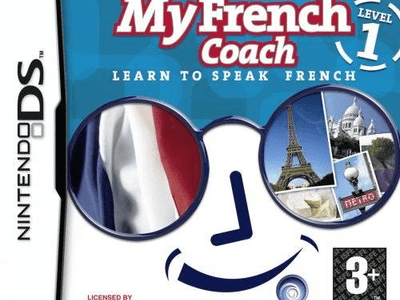 My French
Coach
LEVEL
1
LEARN TO SPEAK FRENCH
NINTENDO DS
METRO
LICENSED BY
3+